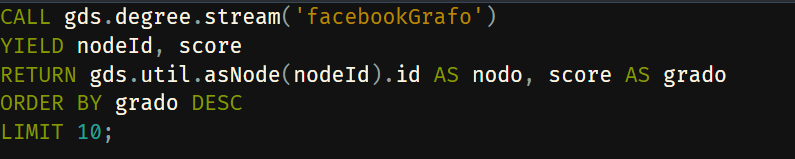 CALL gds.degree.stream('facebookGrafo')
YIELD nodeId, score
RETURN gds.util.asNode(nodeId).id AS nodo, score AS grado
ORDER BY grado DESC
LIMIT 10;